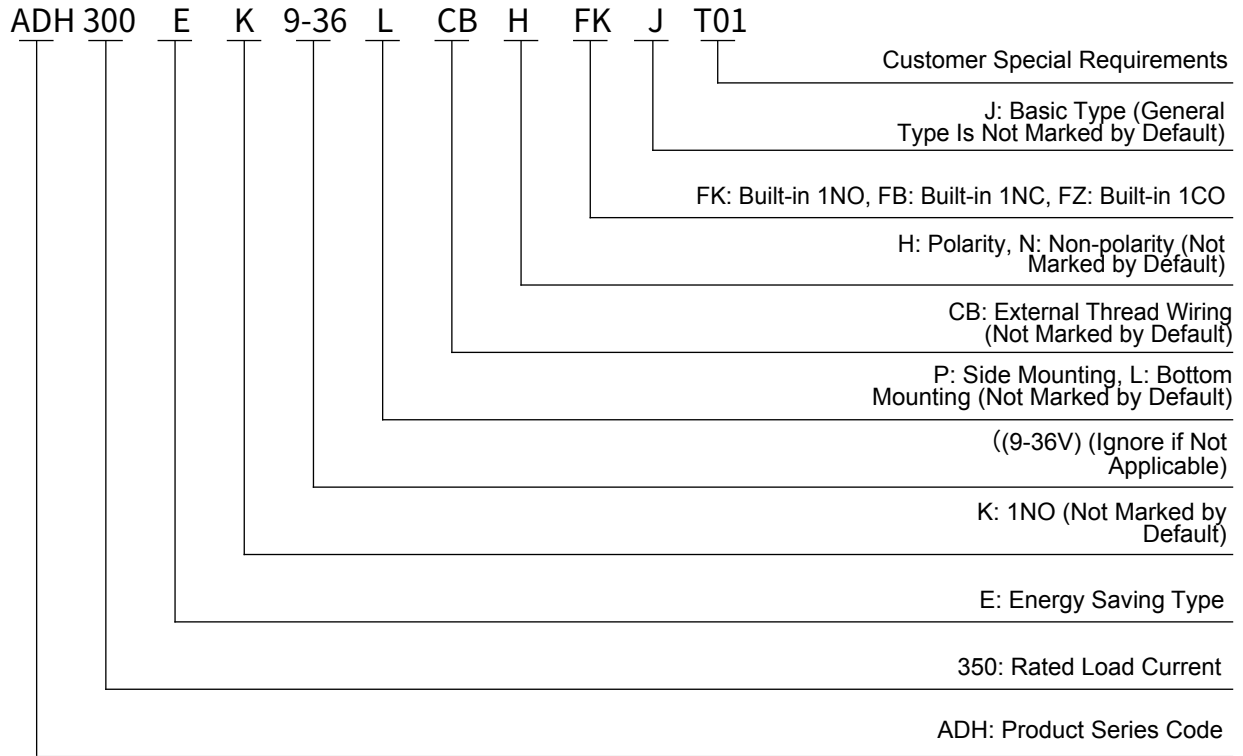 ADH 300 E K 9-36 L CB H FK J T01
Customer Special Requirements
J: Basic Type (General
Type Is Not Marked by Default)
FK: Built-in 1NO, FB: Built-in 1NC, FZ: Built-in 1CO
H: Polarity, N: Non-polarity (Not
Marked by Default)
CB: External Thread Wiring
(Not Marked by Default)
P: Side Mounting, L: Bottom
Mounting (Not Marked by Default)
（(9-36V) (Ignore if Not
Applicable)
K: 1NO (Not Marked by
Default)
E: Energy Saving Type
350: Rated Load Current
ADH: Product Series Code